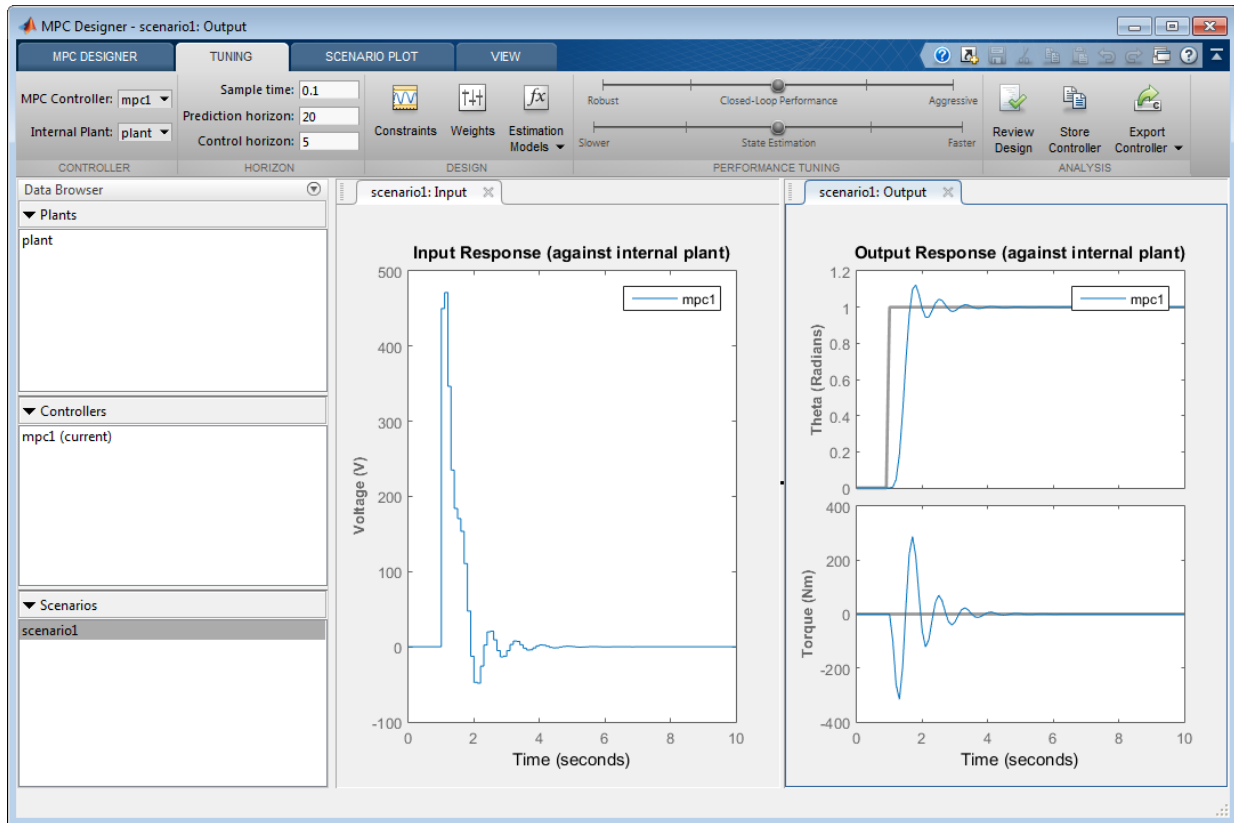 MPC Designer - scenario1: Output
MPC DESIGNER TUNING SCENARIO PLOT VIEW
MPC Controller: mpc1
Internal Plant: plant
CONTROLLER
Sample time: 0.1
Prediction horizon: 20
Control horizon: 5
HORIZON
Constraints
Weights
fx
Estimation
Models
DESIGN
Robust Closed-Loop Performance Aggressive
Slower State Estimation Faster
PERFORMANCE TUNING
Review
Design
Store
Controller
C
Export
Controller
ANALYSIS
Data Browser
Plants
plant
Controllers
mpc1 (current)
Scenarios
scenario1
scenario1: Input
Input Response (against internal plant)
mpc1
Voltage (V)
500
400
300
200
100
0
-100
0 2 4 6 8 10
Time (seconds)
scenario1: Output
Output Response (against internal plant)
mpc1
Theta (Radians)
1.2
1
0.8
0.6
0.4
0.2
0
Torque (Nm)
400
200
0
-200
-400
0 2 4 6 8 10
Time (seconds)